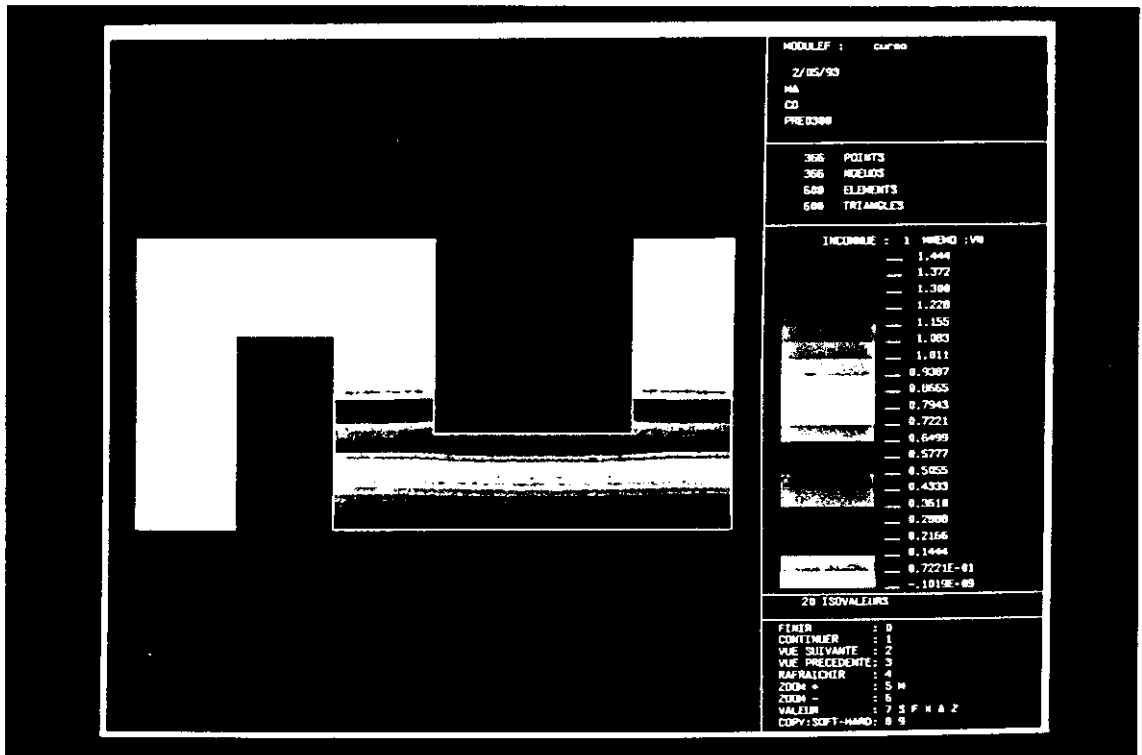 MODULEF : curmo
2/05/93
MA
CO
PRE0300
366 POINTS
366 NOEUDS
600 ELEMENTS
600 TRIANGLES
INCONNUE : 1 MNEMO :VN
1.444
1.372
1.300
1.228
1.155
1.083
1.011
0.9387
0.8665
0.7943
0.7221
0.6499
0.5777
0.5055
0.4333
0.3610
0.2888
0.2166
0.1444
0.7221E-01
-.1019E-09
20 ISOVALEURS
FINIR : 0
CONTINUER : 1
VUE SUIVANTE : 2
VUE PRECEDENTE: 3
RAFRAICHIR : 4
ZOOM + : 5 M
ZOOM - : 6
VALEUR : 7 S F X & Z
COPY:SOFT-HARD: 8 9